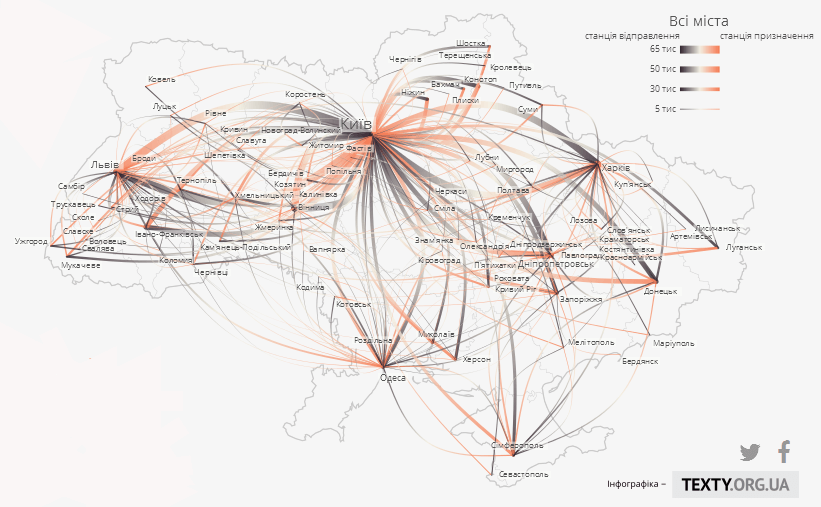 Всі міста
станція відправлення
станція призначення
65 тис
50 тис
30 тис
5 тис
Шостка
Терещенська
Чернігів
Кролевець
Конотоп
Бахмач
Путивль
Ніжин
Плиски
Суми
Ковель
Коростень
Луцьк
Рівне
Київ
Кривин
Новоград-Волинский
Славута
Житомир
Фастів
Шепетівка
Броди
Львів
Лубни
Миргород
Харків
Попільня
Бердичів
Козятин
Калинівка
Тернопіль
Хмельницький
Вінниця
Самбір
Ходорів
Трускавець
Стрий
Сколе
Славске
Черкаси
Сміла
Полтава
Куп'янськ
Кременчук
Лозова
Слов'янськ
Лисичанськ
Жмеринка
Івано-Франківськ
Кам'янець-Подільський
Ужгород
Воловець
Свалява
Мукачеве
Коломия
Чернівці
Вапнярка
Знам'янка
Кіровоград
Олександрія
Дніпродзержинськ
Краматорськ
Костянтинівка
Артемівськ
Луганськ
Павлоград
Красноармійськ
П'ятихатки
Дніпропетровськ
Роковата
Кривий Ріг
Запоріжжя
Донецьк
Кодима
Котовськ
Роздільна
Миколаїв
Херсон
Мелітополь
Маріуполь
Бердянск
Одеса
Сімферополь
Севастополь
Інфографіка –
TEXTY.ORG.UA